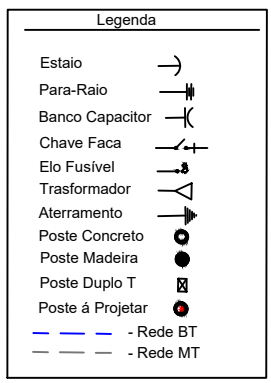 Legenda
Estaio
Para-Raio
Banco Capacitor
Chave Faca
Elo Fusível
Trasformador
Aterramento
Poste Concreto
Poste Madeira
Poste Duplo T
Poste á Projetar
- Rede BT
- Rede MT